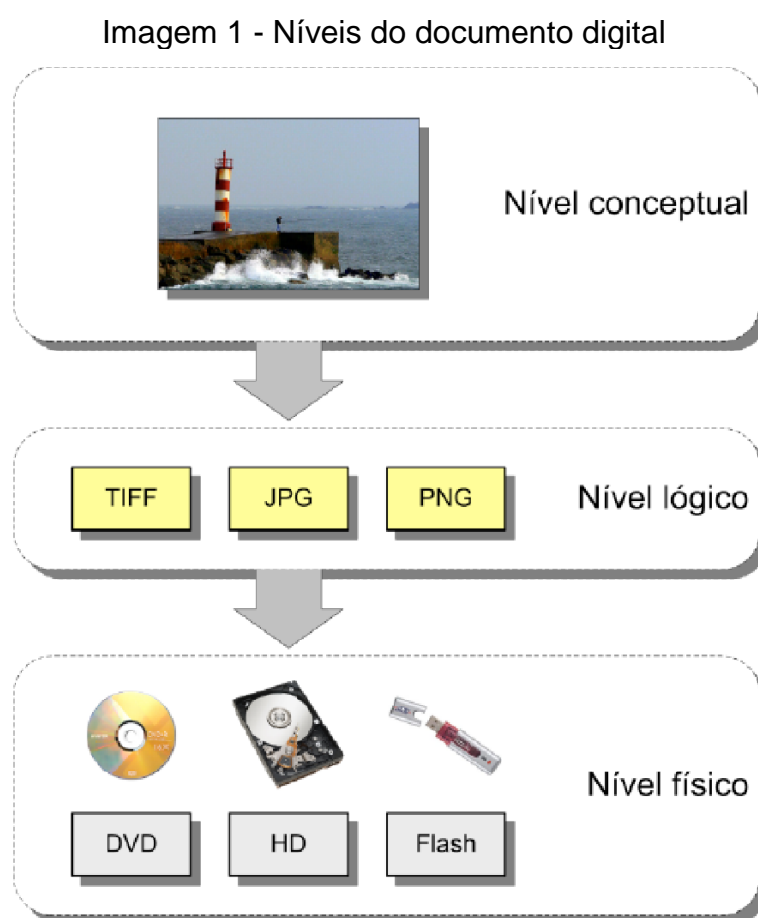 Imagem 1 - Níveis do documento digital
Nível conceptual
TIFF
JPG
PNG
Nível lógico
DVD
HD
Flash
Nível físico